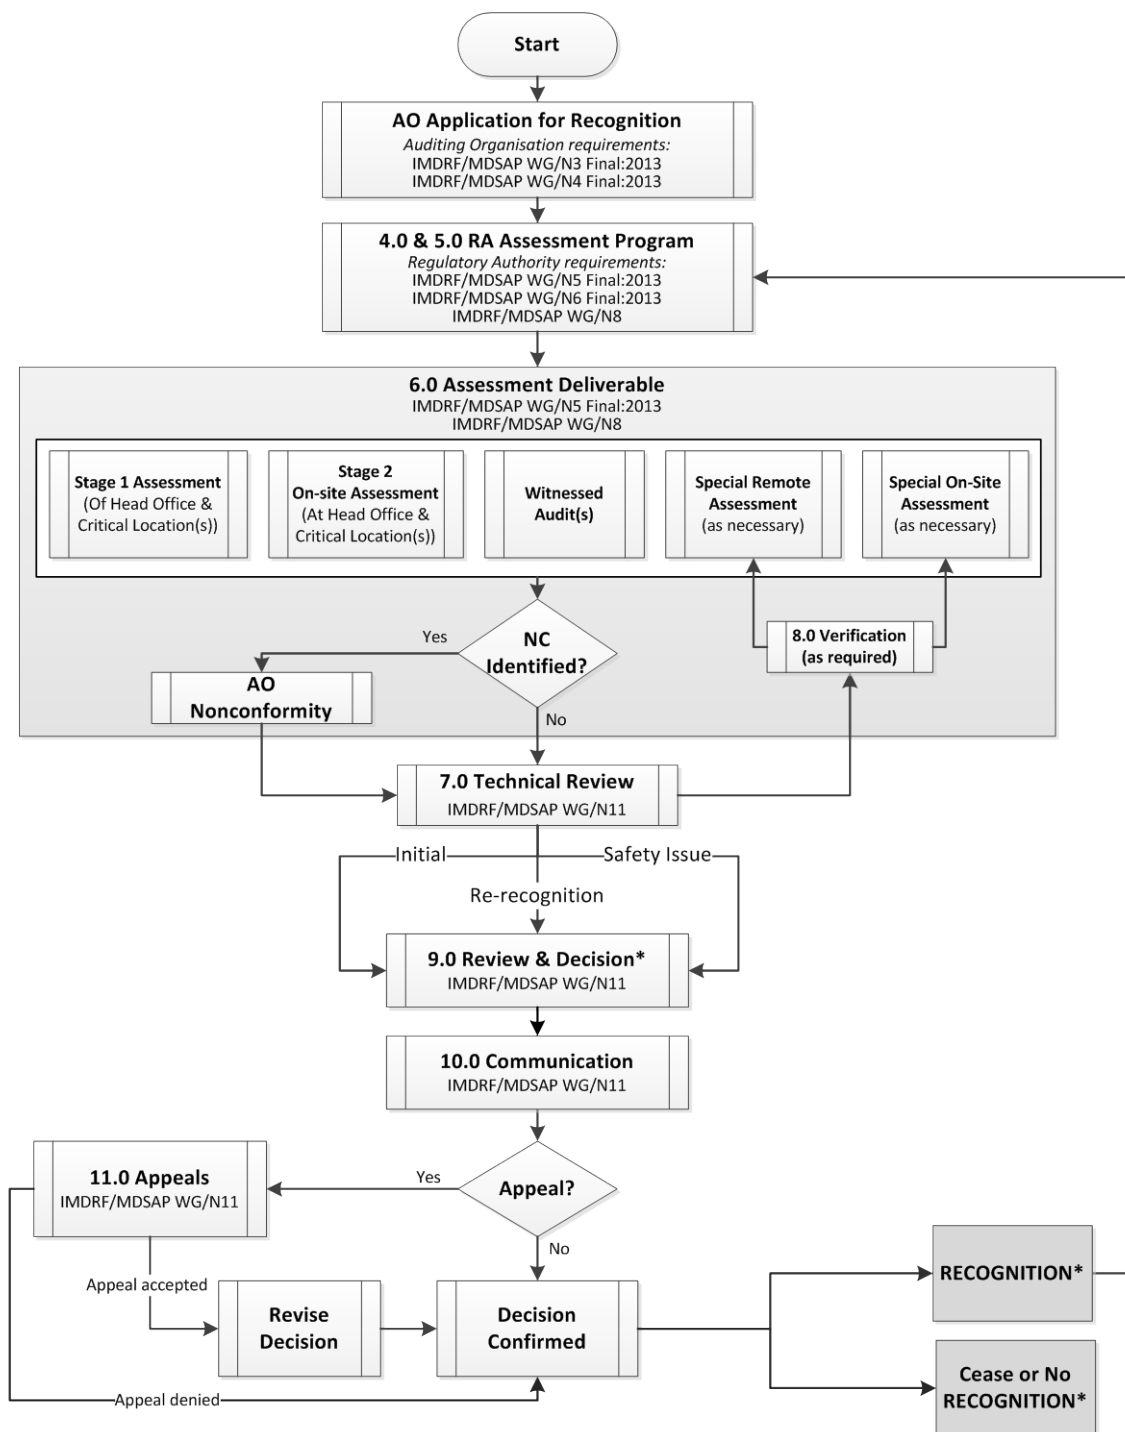 Start
AO Application for Recognition
Auditing Organisation requirements:
IMDRF/MDSAP WG/N3 Final:2013
IMDRF/MDSAP WG/N4 Final:2013
4.0 & 5.0 RA Assessment Program
Regulatory Authority requirements:
IMDRF/MDSAP WG/N5 Final:2013
IMDRF/MDSAP WG/N6 Final:2013
IMDRF/MDSAP WG/N8
6.0 Assessment Deliverable
IMDRF/MDSAP WG/N5 Final:2013
IMDRF/MDSAP WG/N8
Stage 1 Assessment
(Of Head Office &
Critical Location(s))
Stage 2
On-site Assessment
(At Head Office &
Critical Location(s))
Witnessed
Audit(s)
Special Remote
Assessment
(as necessary)
Special On-Site
Assessment
(as necessary)
Yes
NC
Identified?
8.0 Verification
(as required)
AO
Nonconformity
No
7.0 Technical Review
IMDRF/MDSAP WG/N11
Initial
Safety Issue
Re-recognition
9.0 Review & Decision*
IMDRF/MDSAP WG/N11
10.0 Communication
IMDRF/MDSAP WG/N11
11.0 Appeals
IMDRF/MDSAP WG/N11
Yes
Appeal?
No
Appeal accepted
Revise
Decision
Decision
Confirmed
RECOGNITION*
Cease or No
RECOGNITION*
Appeal denied